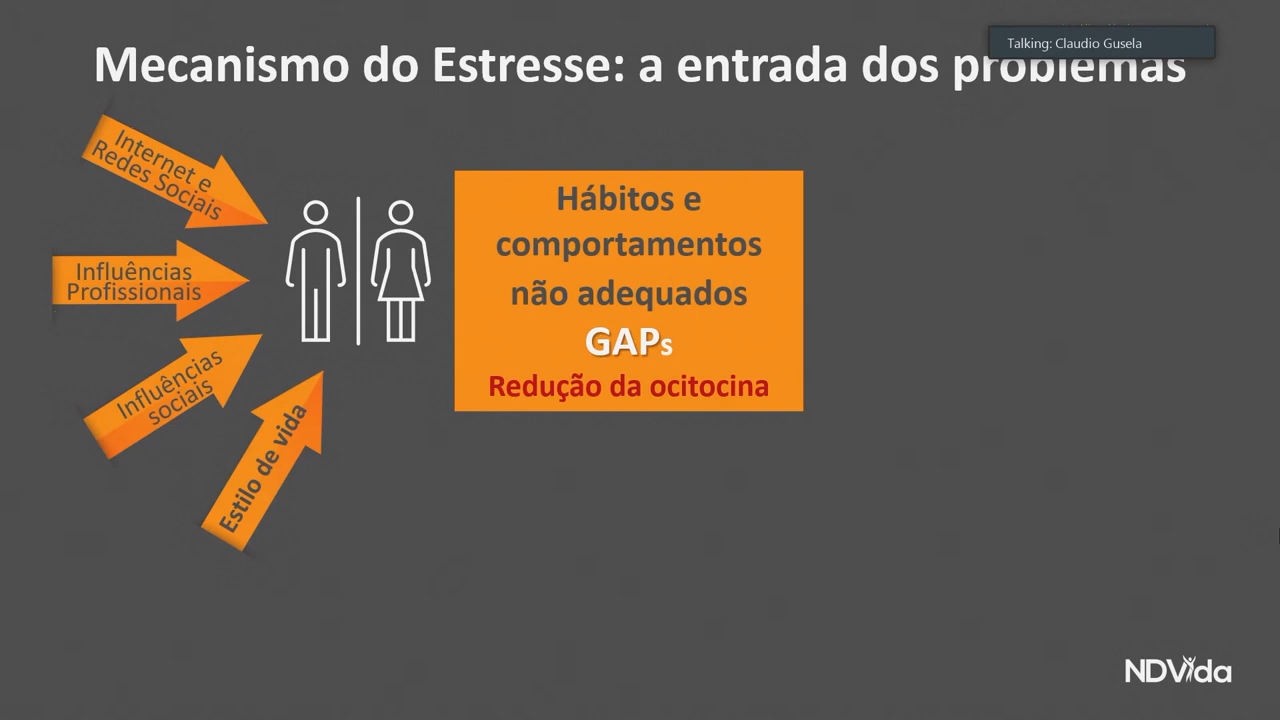 Talking: Claudio Gusela
Mecanismo do Estresse: a entrada dos problemas
Internet e
Redes Sociais
Influências
Profissionais
Influências
sociais
Estilo de vida
Hábitos e
comportamentos
não adequados
GAPs
Redução da ocitocina
NDVida